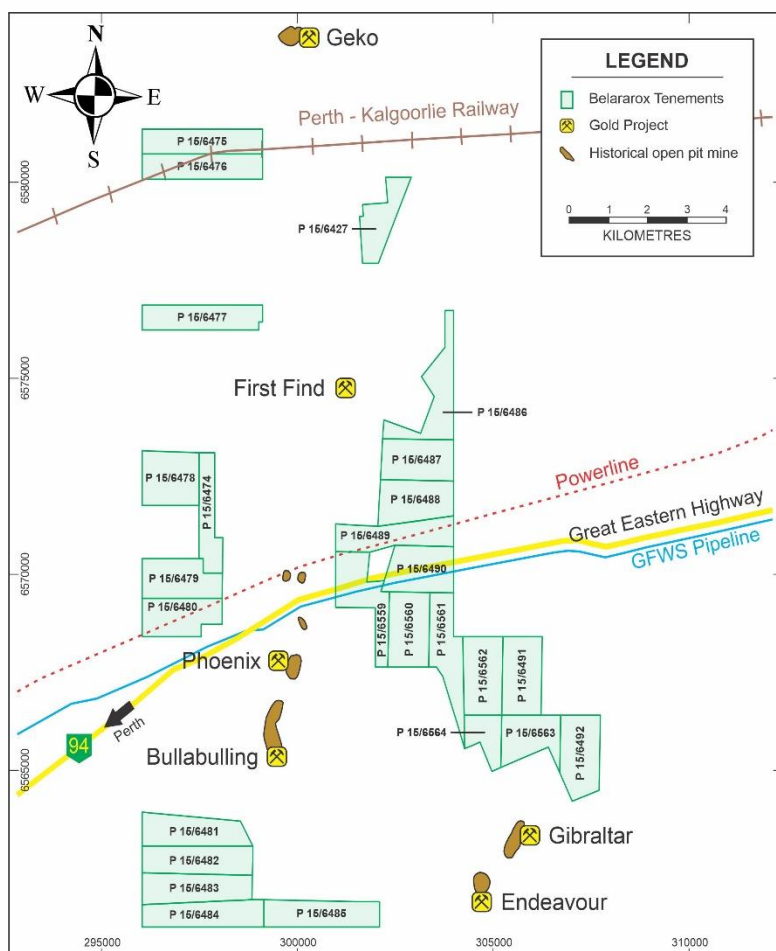 N
W
E
S
Geko
LEGEND
Belararox Tenements
Gold Project
Historical open pit mine
0 1 2 3 4
KILOMETRES
Perth - Kalgoorlie Railway
P 15/6475
P 15/6476
6580000
P 15/6427
P 15/6477
6575000
First Find
P 15/6486
P 15/6487
P 15/6478
P 15/6474
P 15/6488
Powerline
Great Eastern Highway
GFWS Pipeline
P 15/6489
P 15/6490
6570000
P 15/6479
P 15/6480
P 15/6559
P 15/6560
P 15/6561
P 15/6562
P 15/6491
Phoenix
Perth
94
Bullabulling
P 15/6564
P 15/6563
P 15/6492
6565000
P 15/6481
P 15/6482
P 15/6483
P 15/6484
P 15/6485
Gibraltar
Endeavour
295000
300000
305000
310000